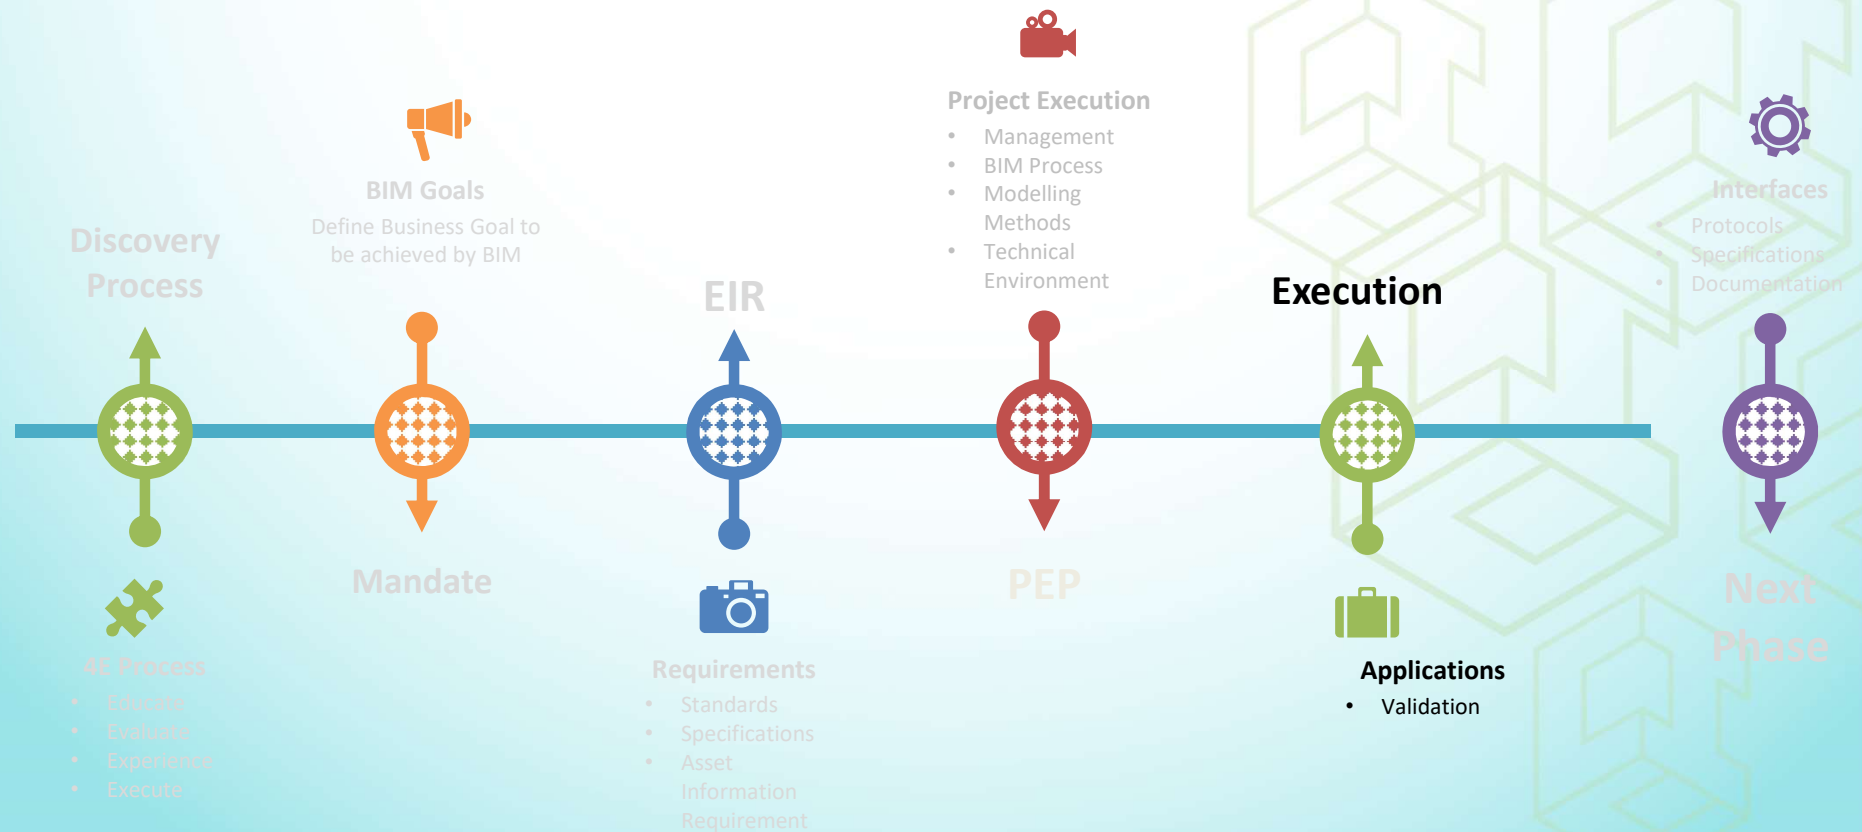 Discovery
Process
4E Process
• Educate
• Evaluate
• Experience
• Execute
BIM Goals
Define Business Goal to
be achieved by BIM
Mandate
EIR
Requirements
• Standards
• Specifications
• Asset
Information
Requirement
Project Execution
• Management
• BIM Process
• Modelling
Methods
• Technical
Environment
PEP
Execution
Applications
• Validation
Interfaces
• Protocols
• Specifications
• Documentation
Next
Phase